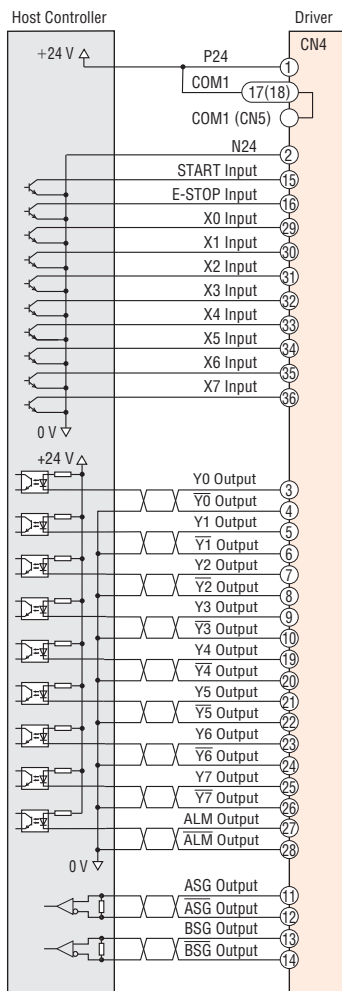 Host Controller
Driver
CN4
+24 V
P24
1
COM1
17(18)
COM1 (CN5)
N24
2
START Input
15
E-STOP Input
16
X0 Input
29
X1 Input
30
X2 Input
31
X3 Input
32
X4 Input
33
X5 Input
34
X6 Input
35
X7 Input
36
0 V
+24 V
Y0 Output
3
Y0 Output
4
Y1 Output
5
Y1 Output
6
Y2 Output
7
Y2 Output
8
Y3 Output
9
Y3 Output
10
Y4 Output
19
Y4 Output
20
Y5 Output
21
Y5 Output
22
Y6 Output
23
Y6 Output
24
Y7 Output
25
Y7 Output
26
ALM Output
27
ALM Output
28
0 V
ASG Output
11
ASG Output
12
BSG Output
13
BSG Output
14